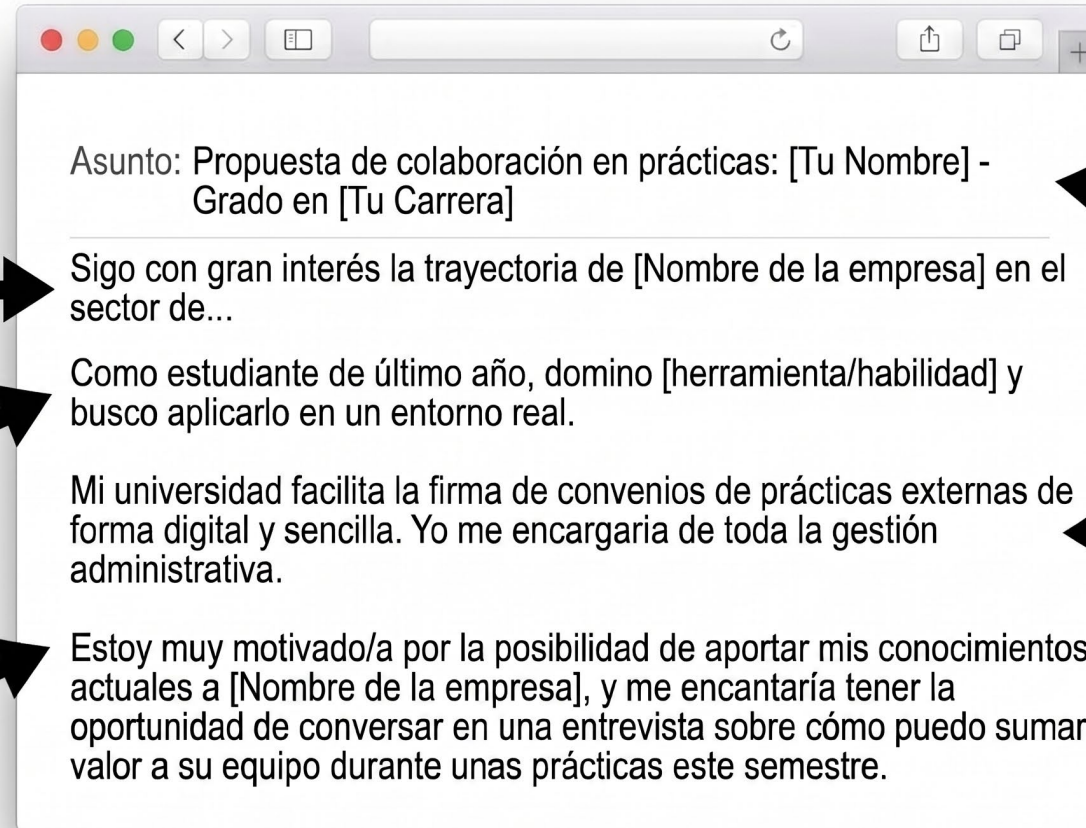 Asunto: Propuesta de colaboración en prácticas: [Tu Nombre] -
Grado en [Tu Carrera]
Sigo con gran interés la trayectoria de [Nombre de la empresa] en el
sector de...
Como estudiante de último año, domino [herramienta/habilidad] y
busco aplicarlo en un entorno real.
Mi universidad facilita la firma de convenios de prácticas externas de
forma digital y sencilla. Yo me encargaria de toda la gestión
administrativa.
Estoy muy motivado/a por la posibilidad de aportar mis conocimientos
actuales a [Nombre de la empresa], y me encantaría tener la
oportunidad de conversar en una entrevista sobre cómo puedo sumar
valor a su equipo durante unas prácticas este semestre.